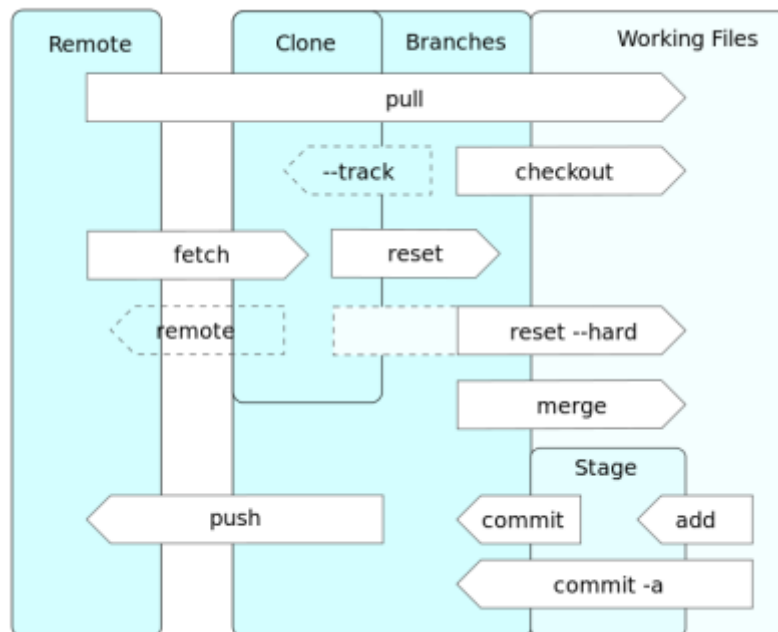 Remote
Clone
Branches
Working Files
pull
--track
checkout
fetch
reset
remote
reset --hard
merge
Stage
push
commit
add
commit -a